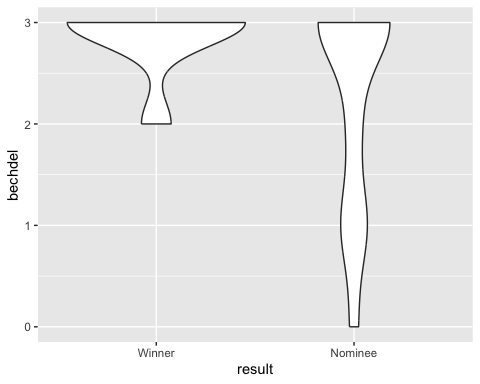 3
2
1
0
bechdel
Winner
Nominee
result